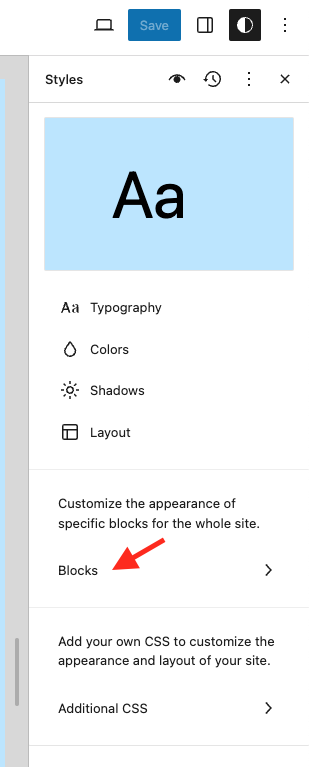 Save
Styles
Aa
Aa Typography
Colors
Shadows
Layout
Customize the appearance of
specific blocks for the whole site.
Blocks
Add your own CSS to customize the
appearance and layout of your site.
Additional CSS